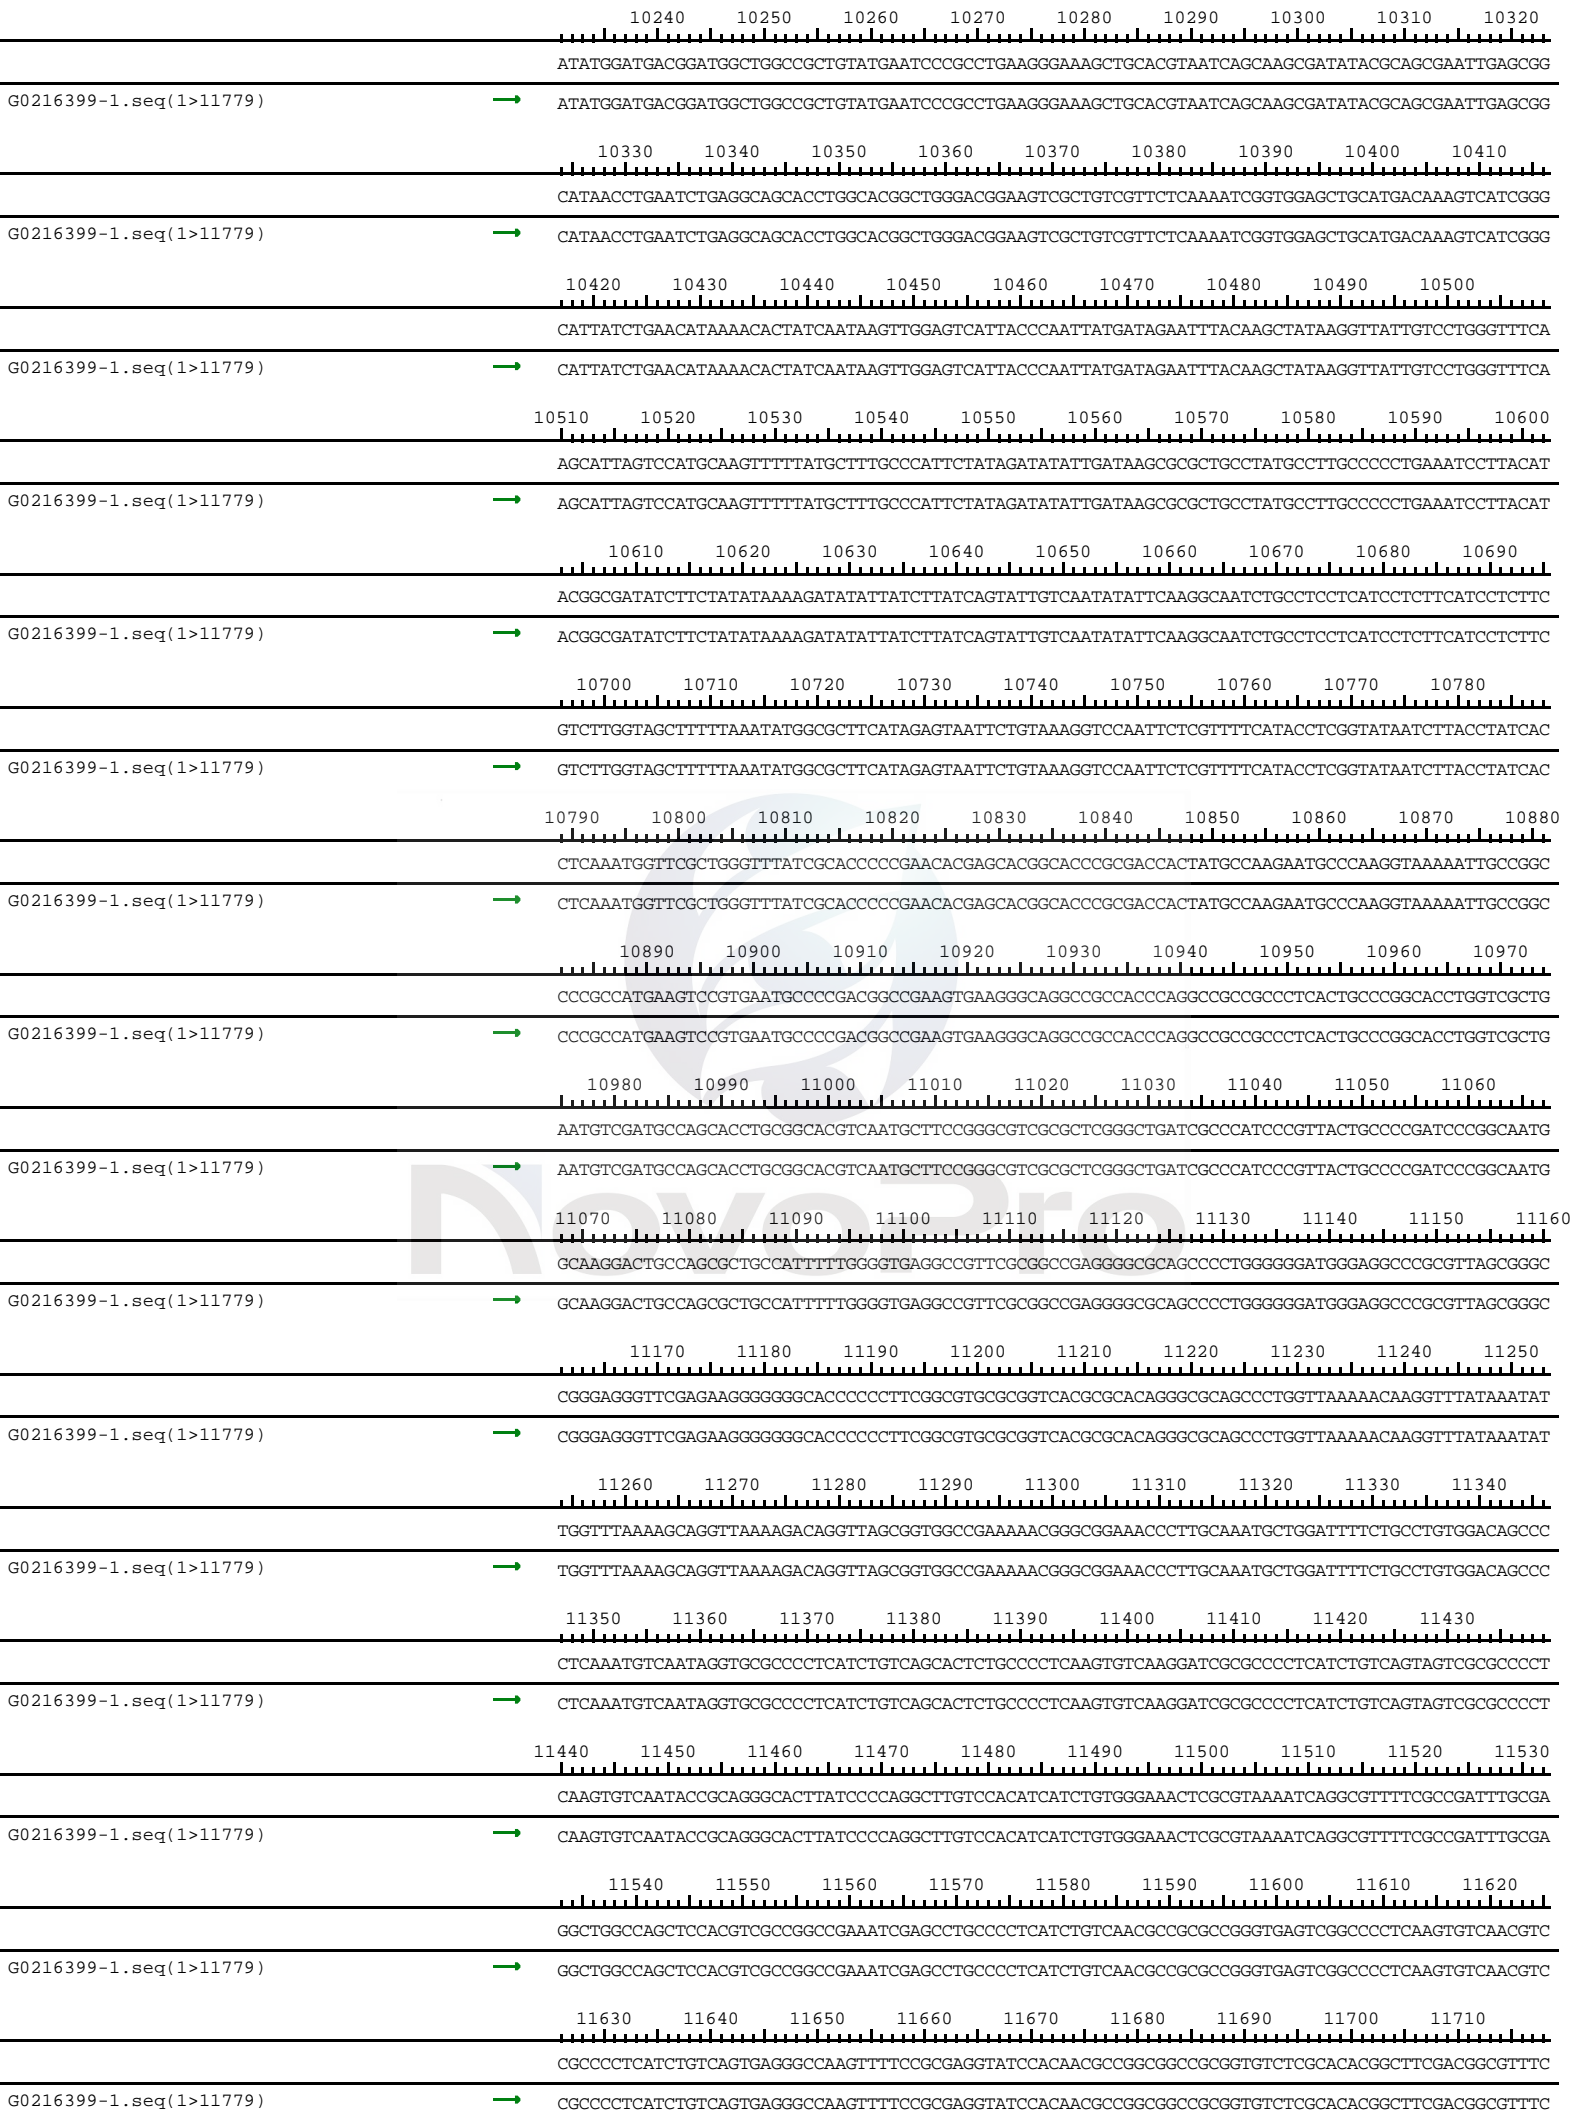 10240 10250 10260 10270 10280 10290 10300 10310 10320
ATATGGATGACGGATGGCTGGCCGCTGTATGAATCCCGCCTGAAGGGAAAGCTGCACGTAATCAGCAAGCGATATACGCAGCGAATTGAGCGG
G0216399-1.seq(1>11779) ATATGGATGACGGATGGCTGGCCGCTGTATGAATCCCGCCTGAAGGGAAAGCTGCACGTAATCAGCAAGCGATATACGCAGCGAATTGAGCGG
10330 10340 10350 10360 10370 10380 10390 10400 10410
CATAACCTGAATCTGAGGCAGCACCTGGCACGGCTGGGACGGAAGTCGCTGTCGTTCTCAAAATCGGTGGAGCTGCATGACAAAGTCATCGGG
G0216399-1.seq(1>11779) CATAACCTGAATCTGAGGCAGCACCTGGCACGGCTGGGACGGAAGTCGCTGTCGTTCTCAAAATCGGTGGAGCTGCATGACAAAGTCATCGGG
10420 10430 10440 10450 10460 10470 10480 10490 10500
CATTATCTGAACATAAAACACTATCAATAAGTTGGAGTCATTACCCAATTATGATAGAATTTACAAGCTATAAGGTTATTGTCCTGGGTTTCA
G0216399-1.seq(1>11779) CATTATCTGAACATAAAACACTATCAATAAGTTGGAGTCATTACCCAATTATGATAGAATTTACAAGCTATAAGGTTATTGTCCTGGGTTTCA
10510 10520 10530 10540 10550 10560 10570 10580 10590 10600
AGCATTAGTCCATGCAAGTTTTTATGCTTTGCCCATTCTATAGATATATTGATAAGCGCGCTGCCTATGCCTTGCCCCCTGAAATCCTTACAT
G0216399-1.seq(1>11779) AGCATTAGTCCATGCAAGTTTTTATGCTTTGCCCATTCTATAGATATATTGATAAGCGCGCTGCCTATGCCTTGCCCCCTGAAATCCTTACAT
10610 10620 10630 10640 10650 10660 10670 10680 10690
ACGGCGATATCTTCTATATAAAAGATATATTATCTTATCAGTATTGTCAATATATTCAAGGCAATCTGCCTCCTCATCCTCTTCATCCTCTTC
G0216399-1.seq(1>11779) ACGGCGATATCTTCTATATAAAAGATATATTATCTTATCAGTATTGTCAATATATTCAAGGCAATCTGCCTCCTCATCCTCTTCATCCTCTTC
10700 10710 10720 10730 10740 10750 10760 10770 10780
GTCTTGGTAGCTTTTTAAATATGGCGCTTCATAGAGTAATTCTGTAAAGGTCCAATTCTCGTTTTCATACCTCGGTATAATCTTACCTATCAC
G0216399-1.seq(1>11779) GTCTTGGTAGCTTTTTAAATATGGCGCTTCATAGAGTAATTCTGTAAAGGTCCAATTCTCGTTTTCATACCTCGGTATAATCTTACCTATCAC
10790 10800 10810 10820 10830 10840 10850 10860 10870 10880
CTCAAATGGTTCGCTGGGTTTATCGCACCCCCGAACACGAGCACGGCACCCGCGACCACTATGCCAAGAATGCCCAAGGTAAAAATTGCCGGC
G0216399-1.seq(1>11779) CTCAAATGGTTCGCTGGGTTTATCGCACCCCCGAACACGAGCACGGCACCCGCGACCACTATGCCAAGAATGCCCAAGGTAAAAATTGCCGGC
10890 10900 10910 10920 10930 10940 10950 10960 10970
CCCGCCATGAAGTCCGTGAATGCCCCGACGGCCGAAGTGAAGGGCAGGCCGCCACCCAGGCCGCCGCCCTCACTGCCCGGCACCTGGTCGCTG
G0216399-1.seq(1>11779) CCCGCCATGAAGTCCGTGAATGCCCCGACGGCCGAAGTGAAGGGCAGGCCGCCACCCAGGCCGCCGCCCTCACTGCCCGGCACCTGGTCGCTG
10980 10990 11000 11010 11020 11030 11040 11050 11060
AATGTCGATGCCAGCACCTGCGGCACGTCAATGCTTCCGGGCGTCGCGCTCGGGCTGATCGCCCATCCCGTTACTGCCCCGATCCCGGCAATG
G0216399-1.seq(1>11779) AATGTCGATGCCAGCACCTGCGGCACGTCAATGCTTCCGGGCGTCGCGCTCGGGCTGATCGCCCATCCCGTTACTGCCCCGATCCCGGCAATG
NovoPro
11070 11080 11090 11100 11110 11120 11130 11140 11150 11160
GCAAGGACTGCCAGCGCTGCCATTTTTGGGGTGAGGCCGTTCGCGGCCGAGGGGCGCAGCCCCTGGGGGGATGGGAGGCCCGCGTTAGCGGGC
G0216399-1.seq(1>11779) GCAAGGACTGCCAGCGCTGCCATTTTTGGGGTGAGGCCGTTCGCGGCCGAGGGGCGCAGCCCCTGGGGGGATGGGAGGCCCGCGTTAGCGGGC
11170 11180 11190 11200 11210 11220 11230 11240 11250
CGGGAGGGTTCGAGAAGGGGGGGCACCCCCCTTCGGCGTGCGCGGTCACGCGCACAGGGCGCAGCCCTGGTTAAAAACAAGGTTTATAAATAT
G0216399-1.seq(1>11779) CGGGAGGGTTCGAGAAGGGGGGGCACCCCCCTTCGGCGTGCGCGGTCACGCGCACAGGGCGCAGCCCTGGTTAAAAACAAGGTTTATAAATAT
11260 11270 11280 11290 11300 11310 11320 11330 11340
TGGTTTAAAAGCAGGTTAAAAGACAGGTTAGCGGTGGCCGAAAAACGGGCGGAAACCCTTGCAAATGCTGGATTTTCTGCCTGTGGACAGCCC
G0216399-1.seq(1>11779) TGGTTTAAAAGCAGGTTAAAAGACAGGTTAGCGGTGGCCGAAAAACGGGCGGAAACCCTTGCAAATGCTGGATTTTCTGCCTGTGGACAGCCC
11350 11360 11370 11380 11390 11400 11410 11420 11430
CTCAAATGTCAATAGGTGCGCCCCTCATCTGTCAGCACTCTGCCCCTCAAGTGTCAAGGATCGCGCCCCTCATCTGTCAGTAGTCGCGCCCCT
G0216399-1.seq(1>11779) CTCAAATGTCAATAGGTGCGCCCCTCATCTGTCAGCACTCTGCCCCTCAAGTGTCAAGGATCGCGCCCCTCATCTGTCAGTAGTCGCGCCCCT
11440 11450 11460 11470 11480 11490 11500 11510 11520 11530
CAAGTGTCAATACCGCAGGGCACTTATCCCCAGGCTTGTCCACATCATCTGTGGGAAACTCGCGTAAAATCAGGCGTTTTCGCCGATTTGCGA
G0216399-1.seq(1>11779) CAAGTGTCAATACCGCAGGGCACTTATCCCCAGGCTTGTCCACATCATCTGTGGGAAACTCGCGTAAAATCAGGCGTTTTCGCCGATTTGCGA
11540 11550 11560 11570 11580 11590 11600 11610 11620
GGCTGGCCAGCTCCACGTCGCCGGCCGAAATCGAGCCTGCCCCTCATCTGTCAACGCCGCGCCGGGTGAGTCGGCCCCTCAAGTGTCAACGTC
G0216399-1.seq(1>11779) GGCTGGCCAGCTCCACGTCGCCGGCCGAAATCGAGCCTGCCCCTCATCTGTCAACGCCGCGCCGGGTGAGTCGGCCCCTCAAGTGTCAACGTC
11630 11640 11650 11660 11670 11680 11690 11700 11710
CGCCCCTCATCTGTCAGTGAGGGCCAAGTTTTCCGCGAGGTATCCACAACGCCGGCGGCCGCGGTGTCTCGCACACGGCTTCGACGGCGTTTC
G0216399-1.seq(1>11779) CGCCCCTCATCTGTCAGTGAGGGCCAAGTTTTCCGCGAGGTATCCACAACGCCGGCGGCCGCGGTGTCTCGCACACGGCTTCGACGGCGTTTC